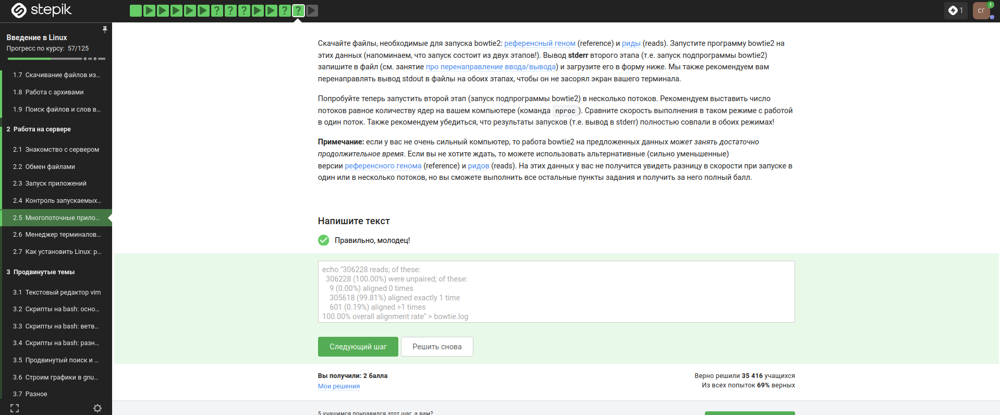 stepik
? ? ? ? ?
1
СГ
1
Введение в Linux
Прогресс по курсу: 57/125
1.7 Скачивание файлов из...
1.8 Работа с архивами
1.9 Поиск файлов и слов в...
2 Работа на сервере
2.1 Знакомство с сервером
2.2 Обмен файлами
2.3 Запуск приложений
2.4 Контроль запускаемых...
2.5 Многопоточные прило...
2.6 Менеджер терминалов...
2.7 Как установить Linux: р...
3 Продвинутые темы
3.1 Текстовый редактор vim
3.2 Скрипты на bash: осно...
3.3 Скрипты на bash: ветв...
3.4 Скрипты на bash: разн...
3.5 Продвинутый поиск и ...
3.6 Строим графики в gnu...
3.7 Разное
Скачайте файлы, необходимые для запуска bowtie2: референсный геном (reference) и риды (reads). Запустите программу bowtie2 на
этих данных (напоминаем, что запуск состоит из двух этапов!). Вывод stderr второго этапа (т.е. запуск подпрограммы bowtie2)
запишите в файл (см. занятие про перенаправление ввода/вывода) и загрузите его в форму ниже. Мы также рекомендуем вам
перенаправлять вывод stdout в файлы на обоих этапах, чтобы он не засорял экран вашего терминала.
Попробуйте теперь запустить второй этап (запуск подпрограммы bowtie2) в несколько потоков. Рекомендуем выставить число
потоков равное количеству ядер на вашем компьютере (команда nproc ). Сравните скорость выполнения в таком режиме с работой
в один поток. Также рекомендуем убедиться, что результаты запусков (т.е. вывод в stderr) полностью совпали в обоих режимах!
Примечание: если у вас не очень сильный компьютер, то работа bowtie2 на предложенных данных может занять достаточно
продолжительное время. Если вы не хотите ждать, то можете использовать альтернативные (сильно уменьшенные)
версии референсного генома (reference) и ридов (reads). На этих данных у вас не получится увидеть разницу в скорости при запуске в
один или в несколько потоков, но вы сможете выполнить все остальные пункты задания и получить за него полный балл.
Напишите текст
Правильно, молодец!
echo "306228 reads; of these:
306228 (100.00%) were unpaired; of these:
9 (0.00%) aligned 0 times
305618 (99.81%) aligned exactly 1 time
601 (0.19%) aligned >1 times
100.00% overall alignment rate" > bowtie.log
Следующий шаг
Решить снова
Вы получили: 2 балла
Мои решения
Верно решили 35 416 учащихся
Из всех попыток 69% верных
5 учащимся понравился этот шаг, а вам?